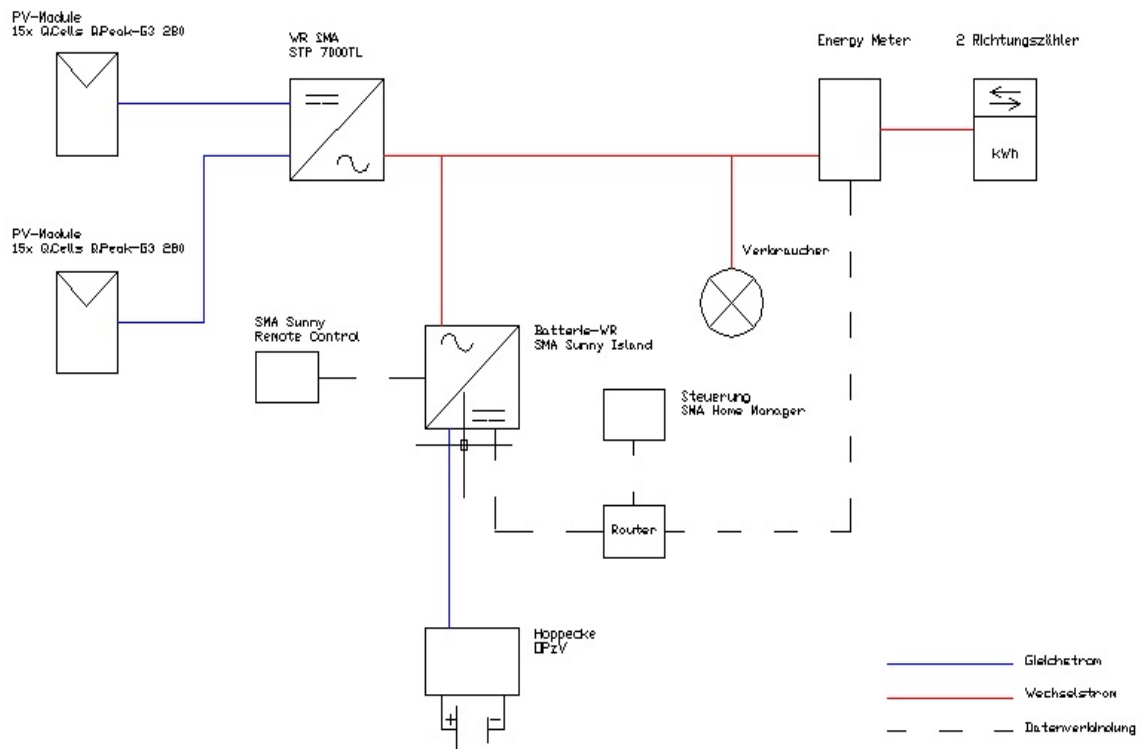 PV-Module
15x Q.Cells Q.Peak-G3 280
WR SMA
STP 7000TL
Energy Meter
2 Richtungszähler
kWh
PV-Module
15x Q.Cells Q.Peak-G3 280
Verbraucher
SMA Sunny
Remote Control
Batterie-WR
SMA Sunny Island
Steuerung
SMA Home Manager
Router
Hoppecke
OPzV
+
-
Gleichstrom
Wechselstrom
Datenverbindung